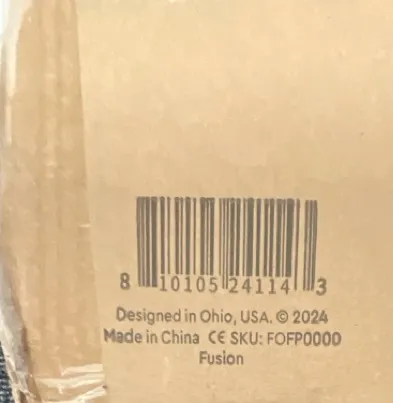 8 10105 24114 3
Designed in Ohio, USA. © 2024
Made in China CE SKU: FOFP0000
Fusion